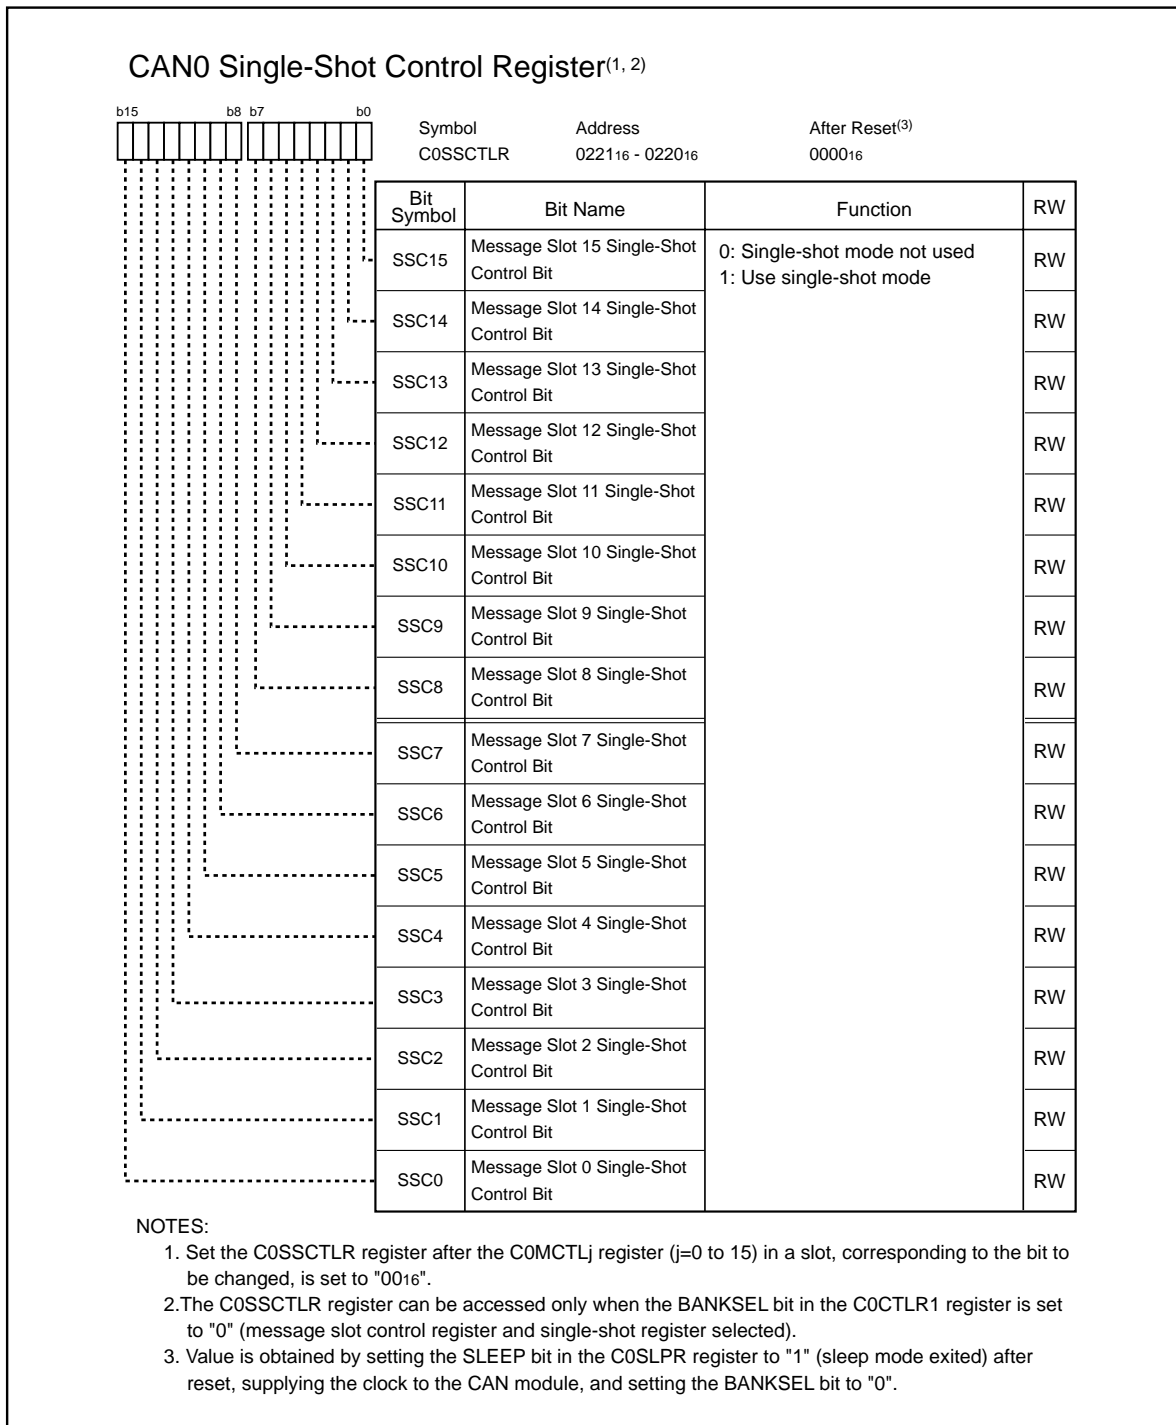 CAN0 Single-Shot Control Register(1, 2)
b15 b8 b7 b0
Symbol Address After Reset(3)
C0SSCTLR 022116 - 022016 000016
Bit Symbol Bit Name Function RW
SSC15 Message Slot 15 Single-Shot Control Bit 0: Single-shot mode not used RW
1: Use single-shot mode
SSC14 Message Slot 14 Single-Shot Control Bit RW
SSC13 Message Slot 13 Single-Shot Control Bit RW
SSC12 Message Slot 12 Single-Shot Control Bit RW
SSC11 Message Slot 11 Single-Shot Control Bit RW
SSC10 Message Slot 10 Single-Shot Control Bit RW
SSC9 Message Slot 9 Single-Shot Control Bit RW
SSC8 Message Slot 8 Single-Shot Control Bit RW
SSC7 Message Slot 7 Single-Shot Control Bit RW
SSC6 Message Slot 6 Single-Shot Control Bit RW
SSC5 Message Slot 5 Single-Shot Control Bit RW
SSC4 Message Slot 4 Single-Shot Control Bit RW
SSC3 Message Slot 3 Single-Shot Control Bit RW
SSC2 Message Slot 2 Single-Shot Control Bit RW
SSC1 Message Slot 1 Single-Shot Control Bit RW
SSC0 Message Slot 0 Single-Shot Control Bit RW
NOTES:
1. Set the C0SSCTLR register after the C0MCTLj register (j=0 to 15) in a slot, corresponding to the bit to
be changed, is set to "0016".
2.The C0SSCTLR register can be accessed only when the BANKSEL bit in the C0CTLR1 register is set
to "0" (message slot control register and single-shot register selected).
3. Value is obtained by setting the SLEEP bit in the C0SLPR register to "1" (sleep mode exited) after
reset, supplying the clock to the CAN module, and setting the BANKSEL bit to "0".